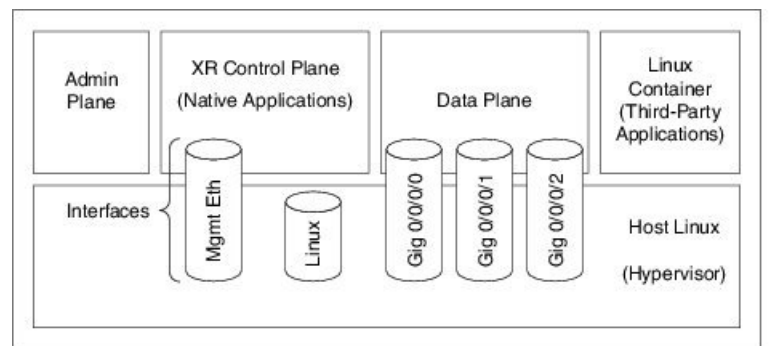 Admin
Plane
XR Control Plane
(Native Applications)
Data Plane
Linux
Container
(Third-Party
Applications)
Interfaces
Mgmt Eth
Linux
Gig 0/0/0/0
Gig 0/0/0/1
Gig 0/0/0/2
Host Linux
(Hypervisor)